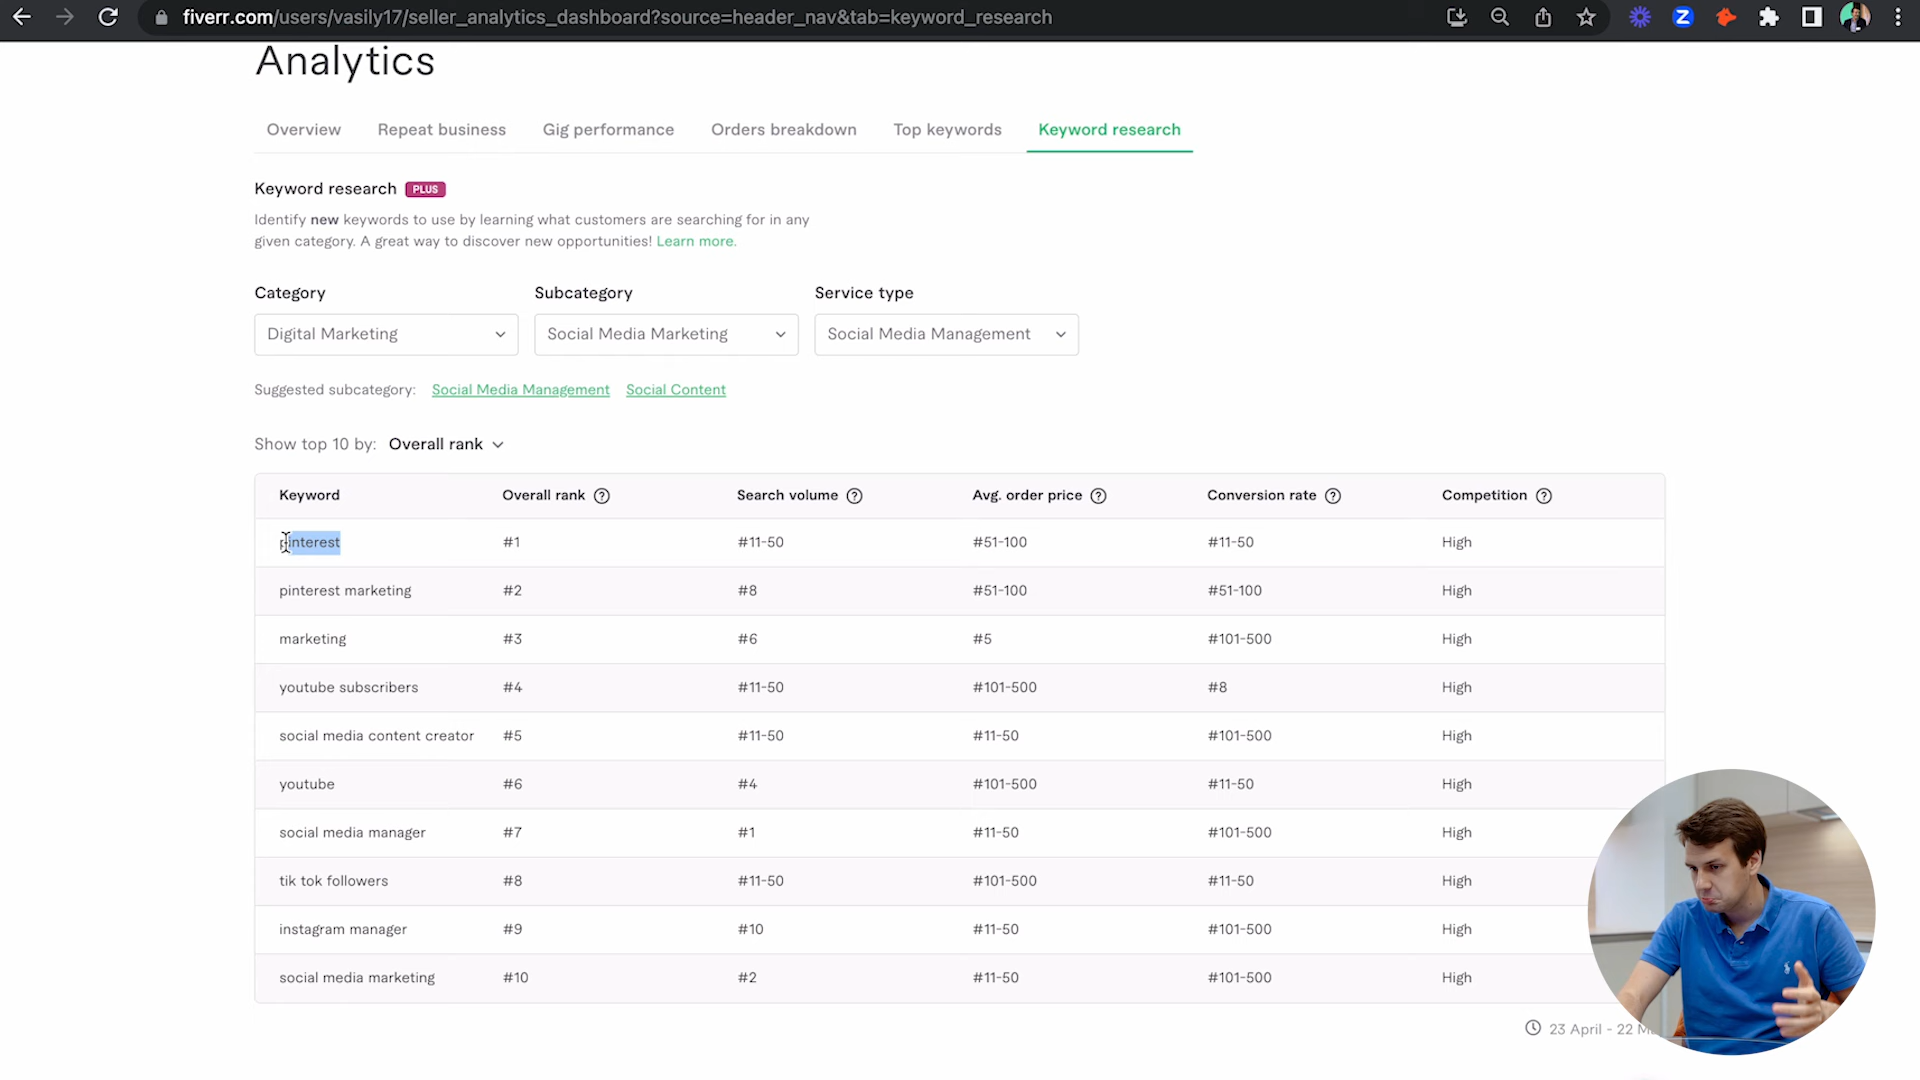 fiverr.com/users/vasily17/seller_analytics_dashboard?source=header_nav&tab=keyword_research
Analytics
Overview Repeat business Gig performance Orders breakdown Top keywords Keyword research
Keyword research PLUS
Identify new keywords to use by learning what customers are searching for in any
given category. A great way to discover new opportunities! Learn more.
Category Subcategory Service type
Digital Marketing Social Media Marketing Social Media Management
Suggested subcategory: Social Media Management Social Content
Show top 10 by: Overall rank
Keyword Overall rank Search volume Avg. order price Conversion rate Competition
pinterest #1 #11-50 #51-100 #11-50 High
pinterest marketing #2 #8 #51-100 #51-100 High
marketing #3 #6 #5 #101-500 High
youtube subscribers #4 #11-50 #101-500 #8 High
social media content creator #5 #11-50 #11-50 #101-500 High
youtube #6 #4 #101-500 #11-50 High
social media manager #7 #1 #11-50 #101-500 High
tik tok followers #8 #11-50 #101-500 #11-50 High
instagram manager #9 #10 #11-50 #101-500 High
social media marketing #10 #2 #11-50 #101-500 High
23 April - 22